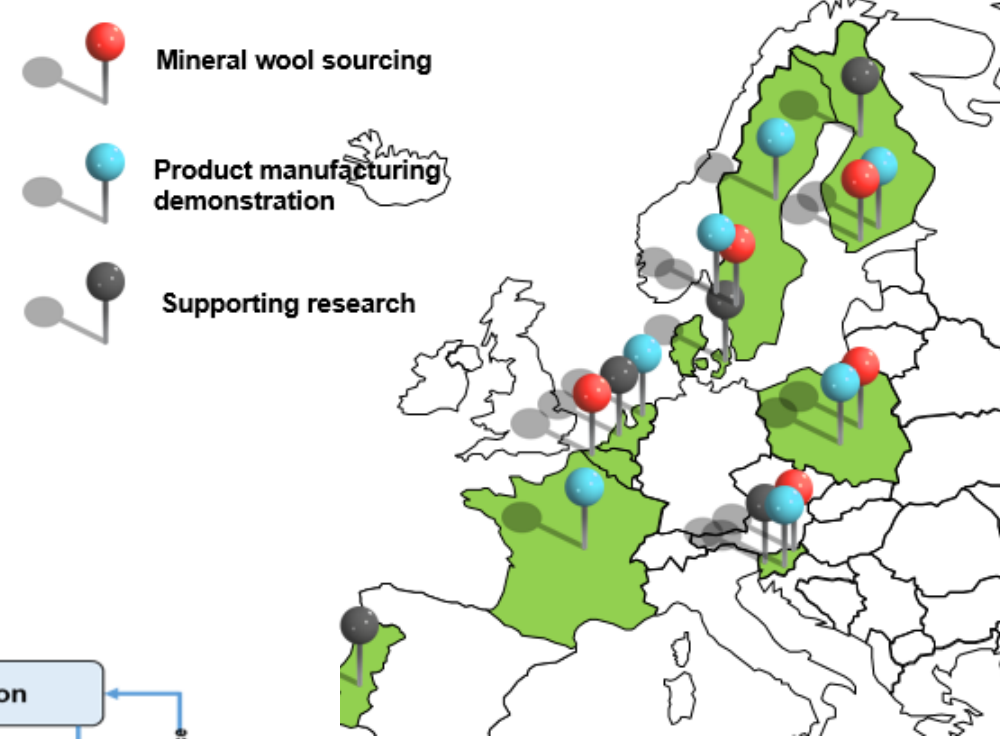 Mineral wool sourcing
Product manufacturing
demonstration
Supporting research
on